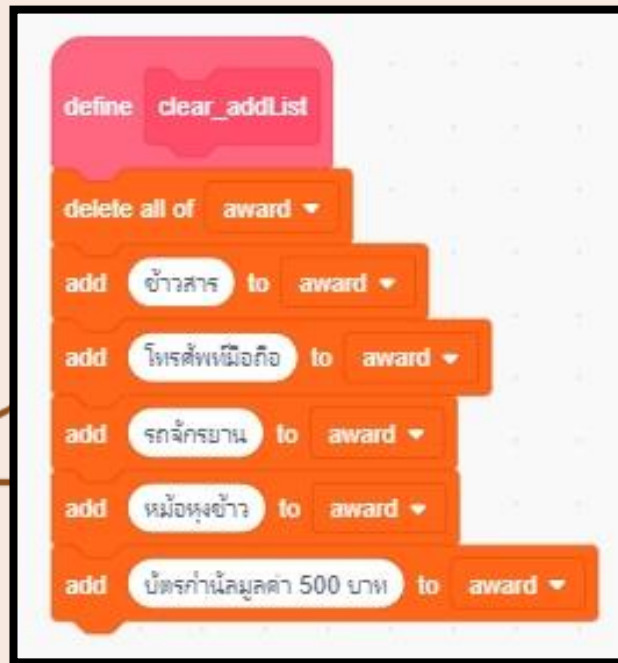 define clear_addList
delete all of award
add ข้าวสาร to award
add โทรศัพท์มือถือ to award
add รถจักรยาน to award
add หม้อหุงข้าว to award
add บัตรกำนัลมูลค่า 500 บาท to award